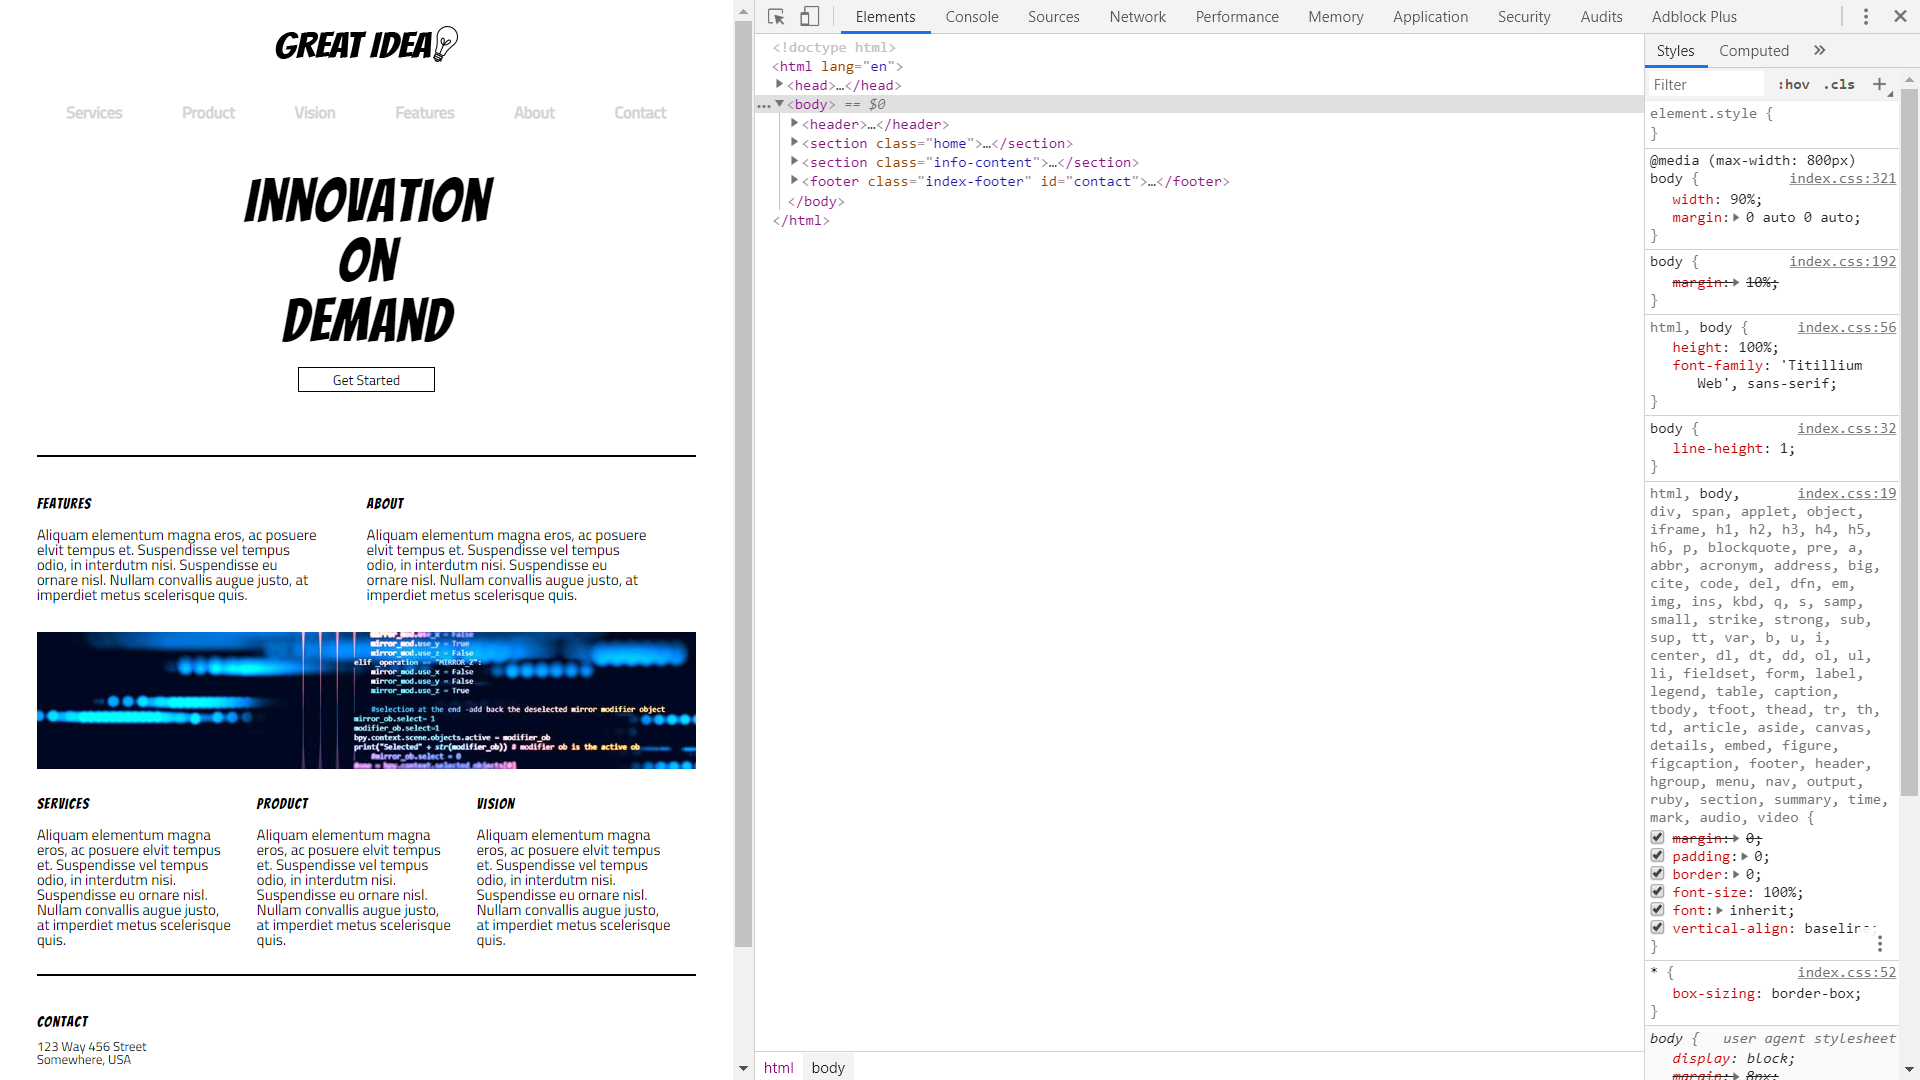 GREAT IDEA
Services Product Vision Features About Contact
INNOVATION
ON
DEMAND
Get Started
FEATURES
Aliquam elementum magna eros, ac posuere
elvit tempus et. Suspendisse vel tempus
odio, in interdutm nisi. Suspendisse eu
ornare nisl. Nullam convallis augue justo, at
imperdiet metus scelerisque quis.
ABOUT
Aliquam elementum magna eros, ac posuere
elvit tempus et. Suspendisse vel tempus
odio, in interdutm nisi. Suspendisse eu
ornare nisl. Nullam convallis augue justo, at
imperdiet metus scelerisque quis.
mirror_mod.use_x = False
mirror_mod.use_y = True
mirror_mod.use_z = False
elif _operation == "MIRROR_Z":
mirror_mod.use_x = False
mirror_mod.use_y = False
mirror_mod.use_z = True
#selection at the end -add back the deselected mirror modifier object
mirror_ob.select= 1
modifier_ob.select=1
bpy.context.scene.objects.active = modifier_ob
print("Selected" + str(modifier_ob)) # modifier ob is the active ob
#mirror_ob.select = 0
SERVICES
Aliquam elementum magna
eros, ac posuere elvit tempus
et. Suspendisse vel tempus
odio, in interdutm nisi.
Suspendisse eu ornare nisl.
Nullam convallis augue justo,
at imperdiet metus scelerisque
quis.
PRODUCT
Aliquam elementum magna
eros, ac posuere elvit tempus
et. Suspendisse vel tempus
odio, in interdutm nisi.
Suspendisse eu ornare nisl.
Nullam convallis augue justo,
at imperdiet metus scelerisque
quis.
VISION
Aliquam elementum magna
eros, ac posuere elvit tempus
et. Suspendisse vel tempus
odio, in interdutm nisi.
Suspendisse eu ornare nisl.
Nullam convallis augue justo,
at imperdiet metus scelerisque
quis.
CONTACT
123 Way 456 Street
Somewhere, USA
Elements Console Sources Network Performance Memory Application Security Audits Adblock Plus
<!doctype html>
<html lang="en">
<head>…</head>
… <body> == $0
<header>…</header>
<section class="home">…</section>
<section class="info-content">…</section>
<footer class="index-footer" id="contact">…</footer>
</body>
</html>
html body
Styles Computed »
Filter :hov .cls +
element.style {
}
@media (max-width: 800px)
body { index.css:321
width: 90%;
margin: 0 auto 0 auto;
}
body { index.css:192
margin: 10%;
}
html, body { index.css:56
height: 100%;
font-family: 'Titillium
Web', sans-serif;
}
body { index.css:32
line-height: 1;
}
html, body, index.css:19
div, span, applet, object,
iframe, h1, h2, h3, h4, h5,
h6, p, blockquote, pre, a,
abbr, acronym, address, big,
cite, code, del, dfn, em,
img, ins, kbd, q, s, samp,
small, strike, strong, sub,
sup, tt, var, b, u, i,
center, dl, dt, dd, ol, ul,
li, fieldset, form, label,
legend, table, caption,
tbody, tfoot, thead, tr, th,
td, article, aside, canvas,
details, embed, figure,
figcaption, footer, header,
hgroup, menu, nav, output,
ruby, section, summary, time,
mark, audio, video {
margin: 0;
padding: 0;
border: 0;
font-size: 100%;
font: inherit;
vertical-align: baseline;
}
* { index.css:52
box-sizing: border-box;
}
body { user agent stylesheet
display: block;
margin: 8px;